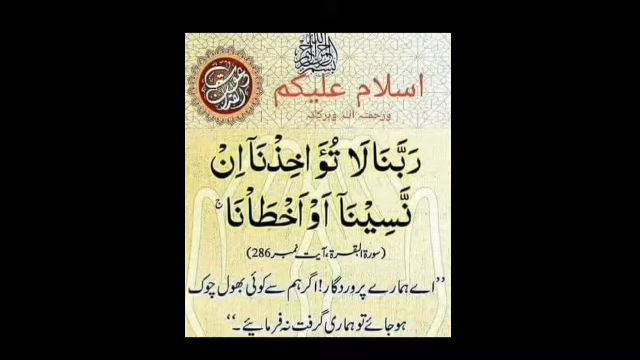 اسلام علیکم
ورحمتہ اللہ وبرکاتہ
رَبَّنَا لَا تُؤَاخِذْنَآ اِنْ
نَّسِيْنَآ اَوْ اَخْطَاْنَا ۚ
(سورۃ البقرۃ، آیت نمبر 286)
”اے ہمارے پروردگار! اگر ہم سے کوئی بھول چوک
ہو جائے تو ہماری گرفت نہ فرمائیے۔“